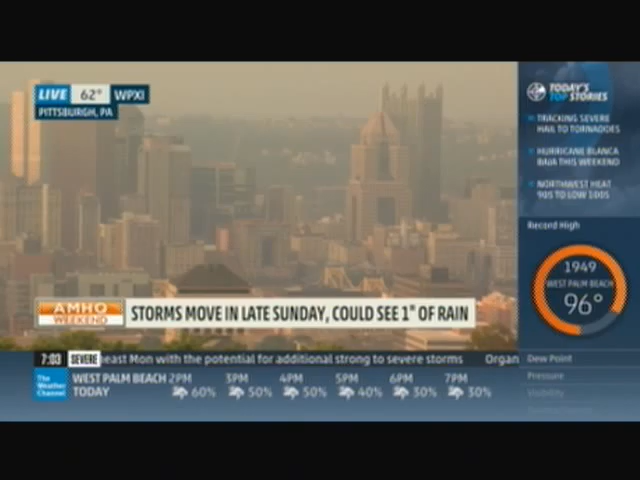 LIVE 62° WPXI
PITTSBURGH, PA
TODAY'S
TOP STORIES
TRACKING SEVERE
HAIL TO TORNADOES
HURRICANE BLANCA
BAJA THIS WEEKEND
NORTHWEST HEAT
90S TO LOW 100S
Record High
1949
WEST PALM BEACH
96°
AMHQ
WEEKEND
STORMS MOVE IN LATE SUNDAY, COULD SEE 1" OF RAIN
7:03 SEVERE east Mon with the potential for additional strong to severe storms Organ
The
Weather
Channel
WEST PALM BEACH 2PM 3PM 4PM 5PM 6PM 7PM
TODAY 60% 50% 50% 40% 30% 30%
Dew Point
Pressure
Visibility